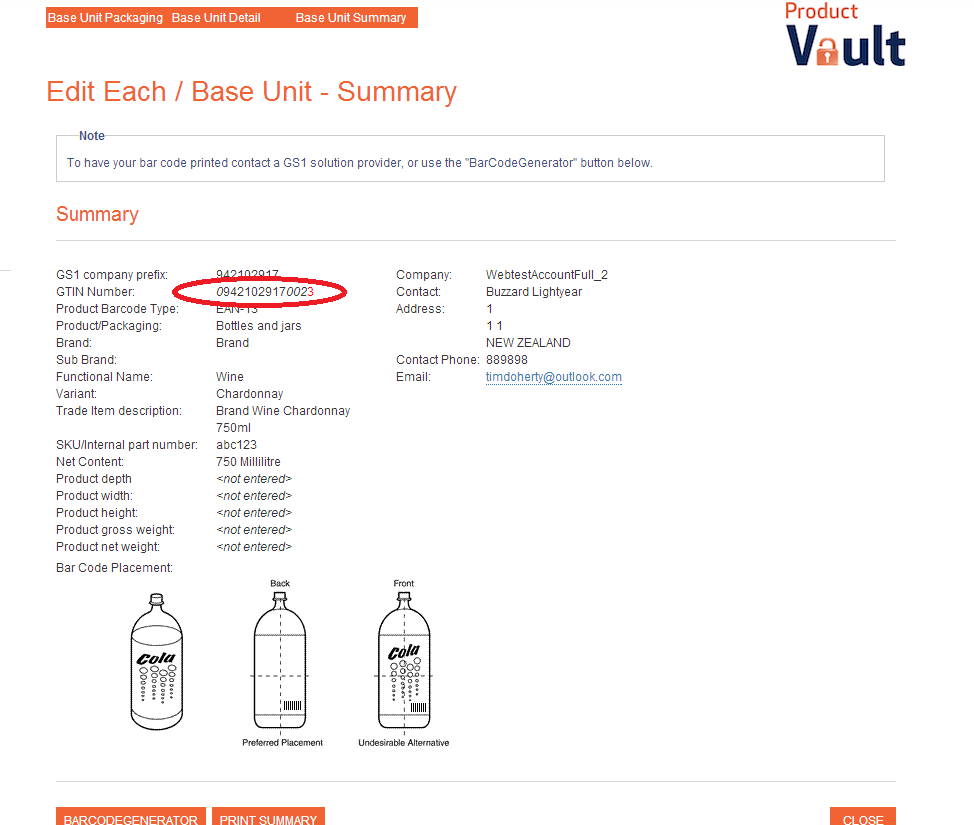 Base Unit Packaging Base Unit Detail Base Unit Summary
Product
Vault
Edit Each / Base Unit - Summary
Note
To have your bar code printed contact a GS1 solution provider, or use the "BarCodeGenerator" button below.
Summary
GS1 company prefix: 942102917 Company: WebtestAccountFull_2
GTIN Number: 09421029170023 Contact: Buzzard Lightyear
Product Barcode Type: EAN-13 Address: 1
Product/Packaging: Bottles and jars 1 1
Brand: Brand NEW ZEALAND
Sub Brand: Contact Phone: 889898
Functional Name: Wine Email: timdoherty@outlook.com
Variant: Chardonnay
Trade Item description: Brand Wine Chardonnay
750ml
SKU/Internal part number: abc123
Net Content: 750 Millilitre
Product depth <not entered>
Product width: <not entered>
Product height: <not entered>
Product gross weight: <not entered>
Product net weight: <not entered>
Bar Code Placement:
Back Front
Cola Cola
Preferred Placement Undesirable Alternative
BARCODEGENERATOR PRINT SUMMARY CLOSE